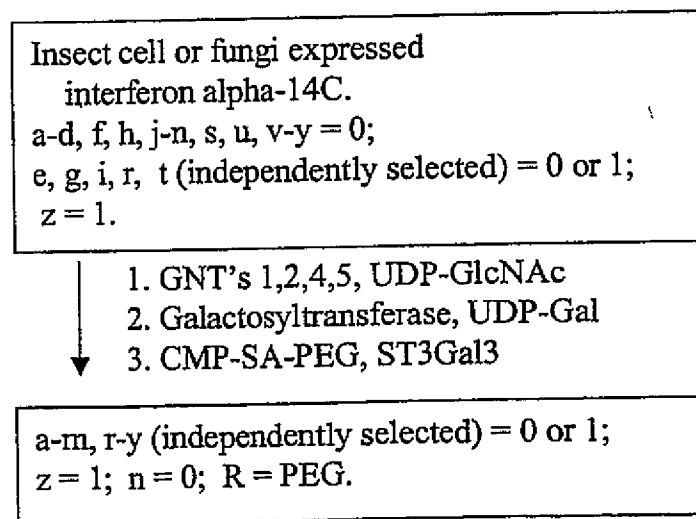 Insect cell or fungi expressed
interferon alpha-14C.
a-d, f, h, j-n, s, u, v-y = 0;
e, g, i, r, t (independently selected) = 0 or 1;
z = 1.
1. GNT's 1,2,4,5, UDP-GlcNAc
2. Galactosyltransferase, UDP-Gal
3. CMP-SA-PEG, ST3Gal3
a-m, r-y (independently selected) = 0 or 1;
z = 1; n = 0; R = PEG.